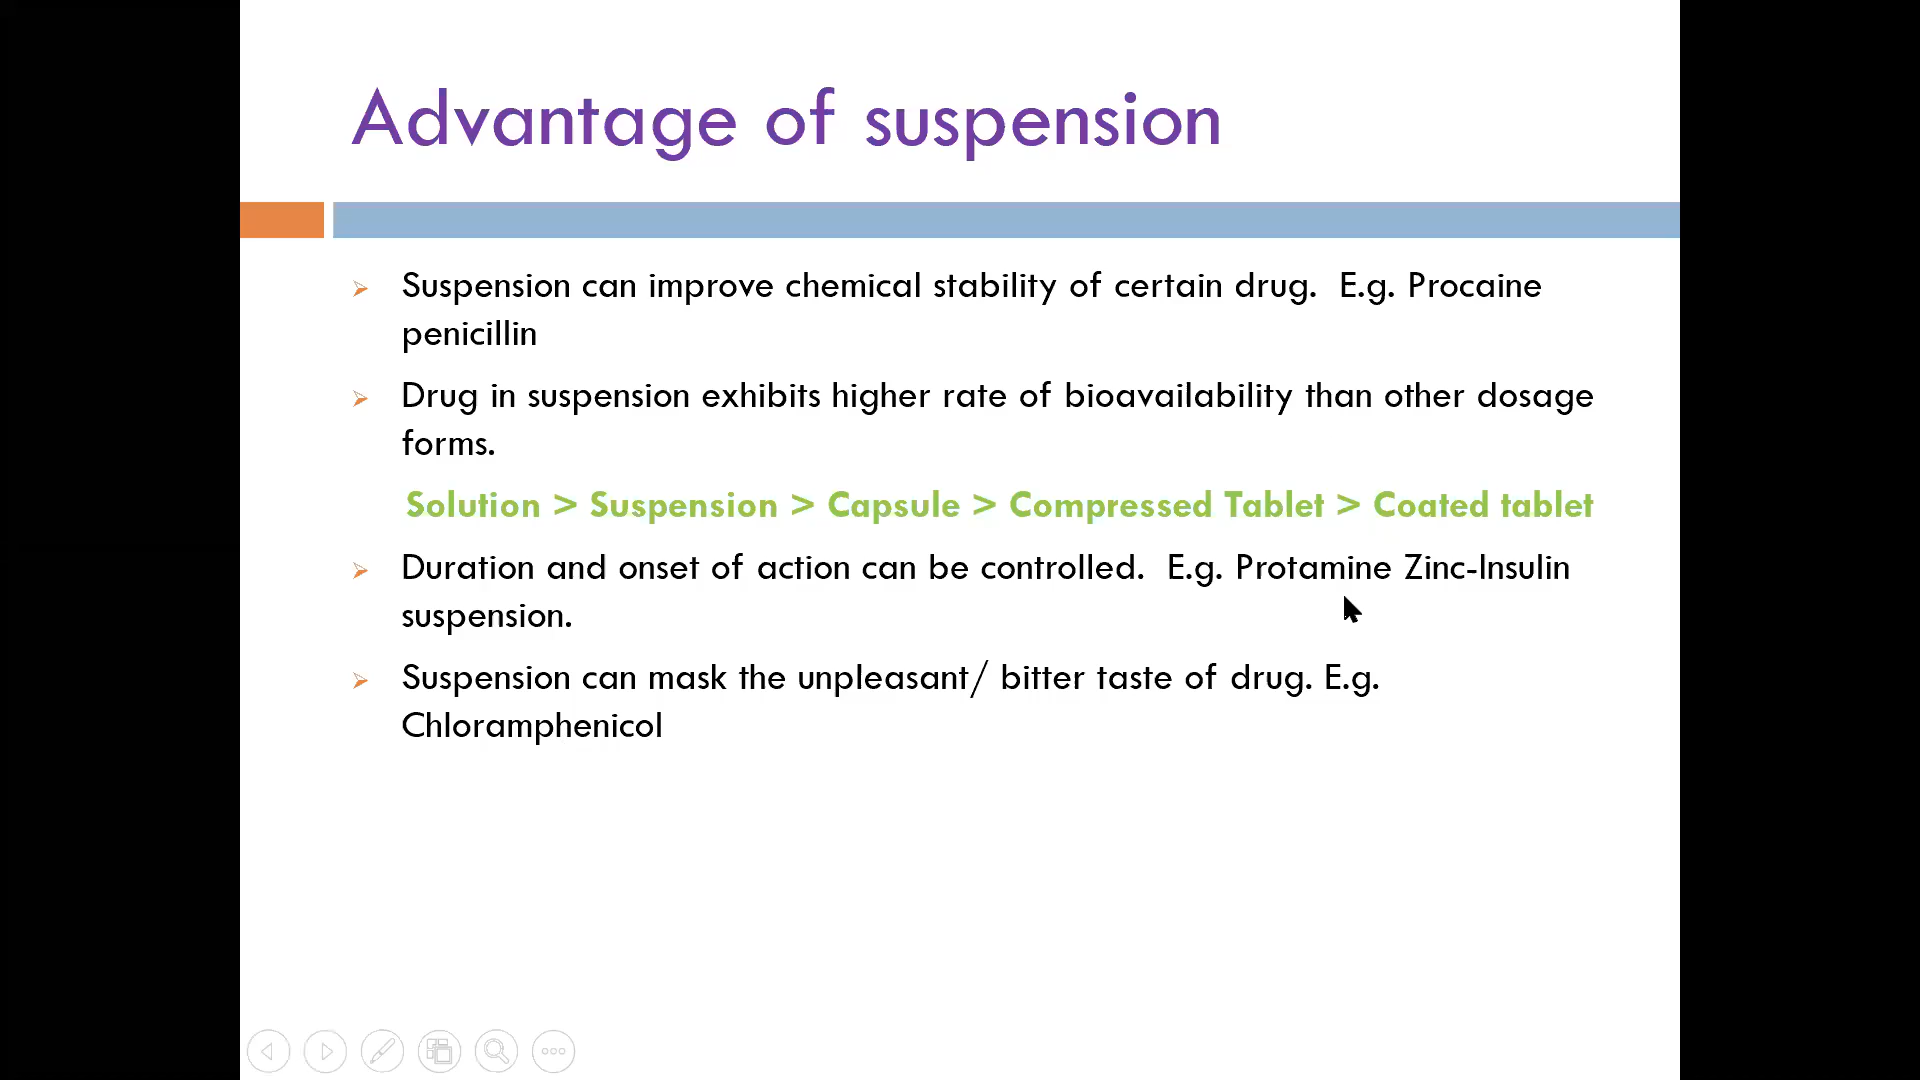 Advantage of suspension
Suspension can improve chemical stability of certain drug.  E.g. Procaine
penicillin
Drug in suspension exhibits higher rate of bioavailability than other dosage
forms.
Solution > Suspension > Capsule > Compressed Tablet > Coated tablet
Duration and onset of action can be controlled.  E.g. Protamine Zinc-Insulin
suspension.
Suspension can mask the unpleasant/ bitter taste of drug. E.g.
Chloramphenicol